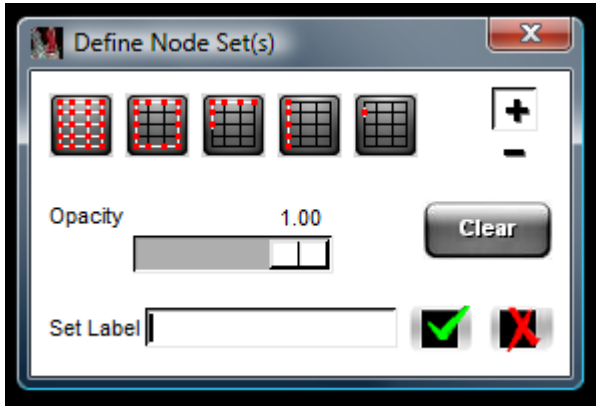 Define Node Set(s)
Opacity
1.00
Clear
Set Label